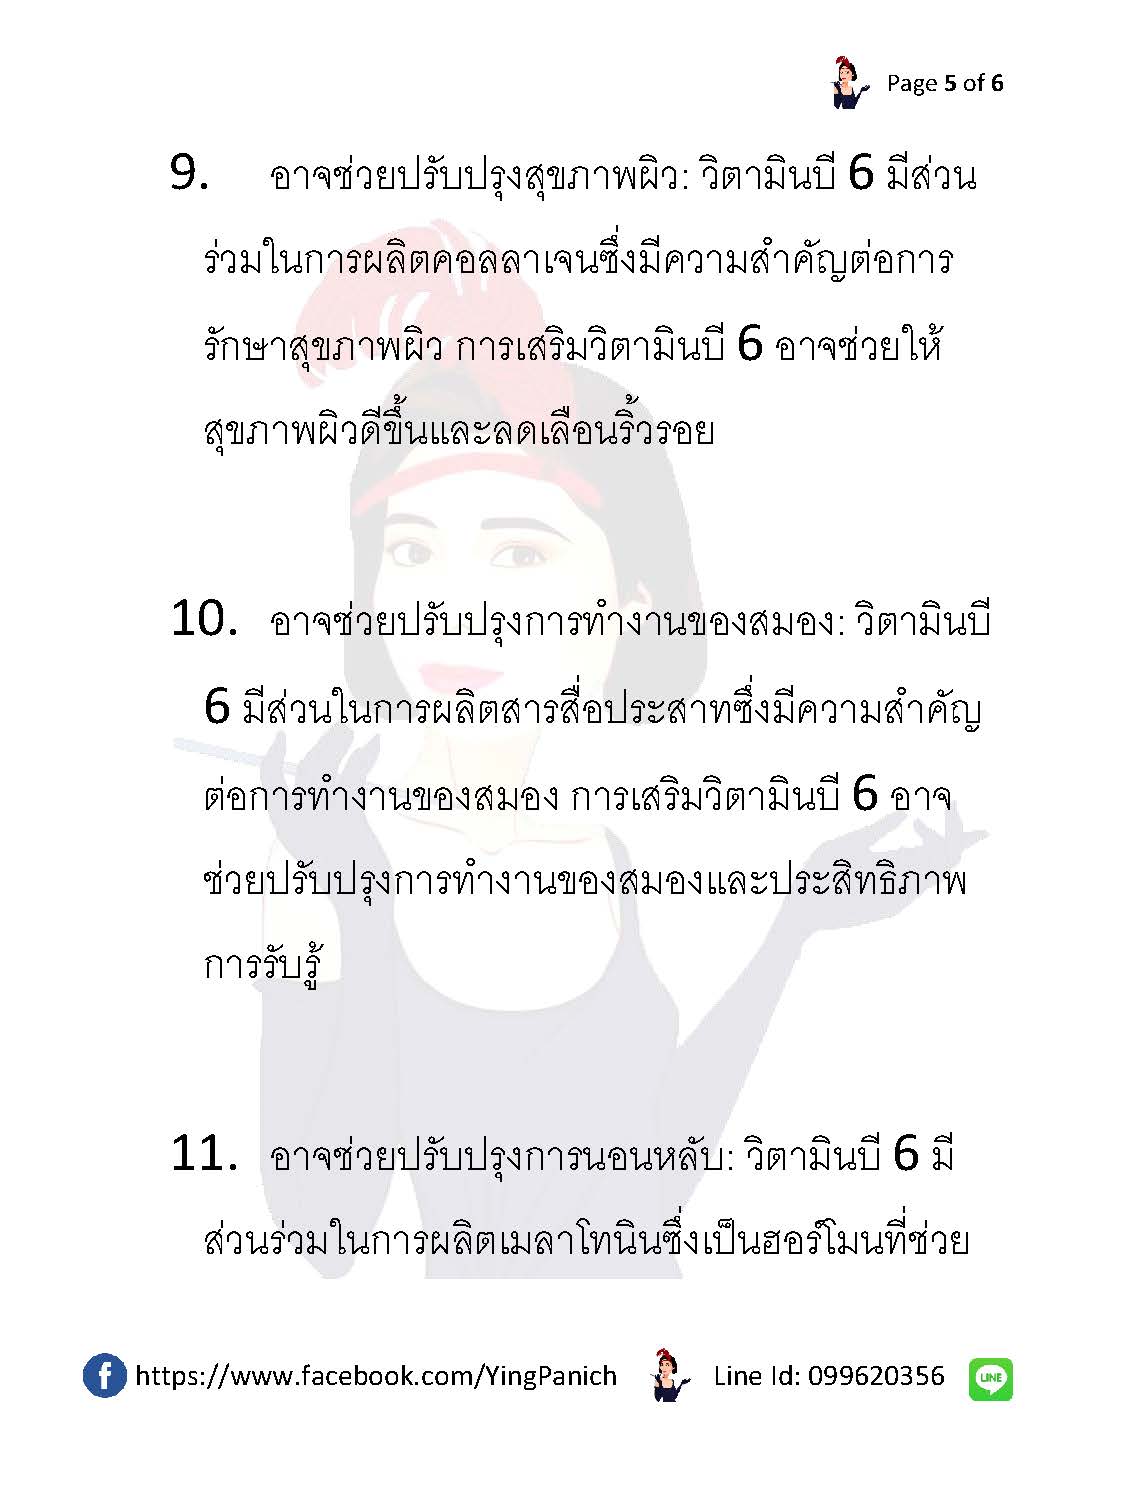 Page 5 of 6
9. อาจช่วยปรับปรุงสุขภาพผิว: วิตามินบี 6 มีส่วน
ร่วมในการผลิตคอลลาเจนซึ่งมีความสำคัญต่อการ
รักษาสุขภาพผิว การเสริมวิตามินบี 6 อาจช่วยให้
สุขภาพผิวดีขึ้นและลดเลือนริ้วรอย
10. อาจช่วยปรับปรุงการทำงานของสมอง: วิตามินบี
6 มีส่วนในการผลิตสารสื่อประสาทซึ่งมีความสำคัญ
ต่อการทำงานของสมอง การเสริมวิตามินบี 6 อาจ
ช่วยปรับปรุงการทำงานของสมองและประสิทธิภาพ
การรับรู้
11. อาจช่วยปรับปรุงการนอนหลับ: วิตามินบี 6 มี
ส่วนร่วมในการผลิตเมลาโทนินซึ่งเป็นฮอร์โมนที่ช่วย
https://www.facebook.com/YingPanich Line Id: 099620356 LINE